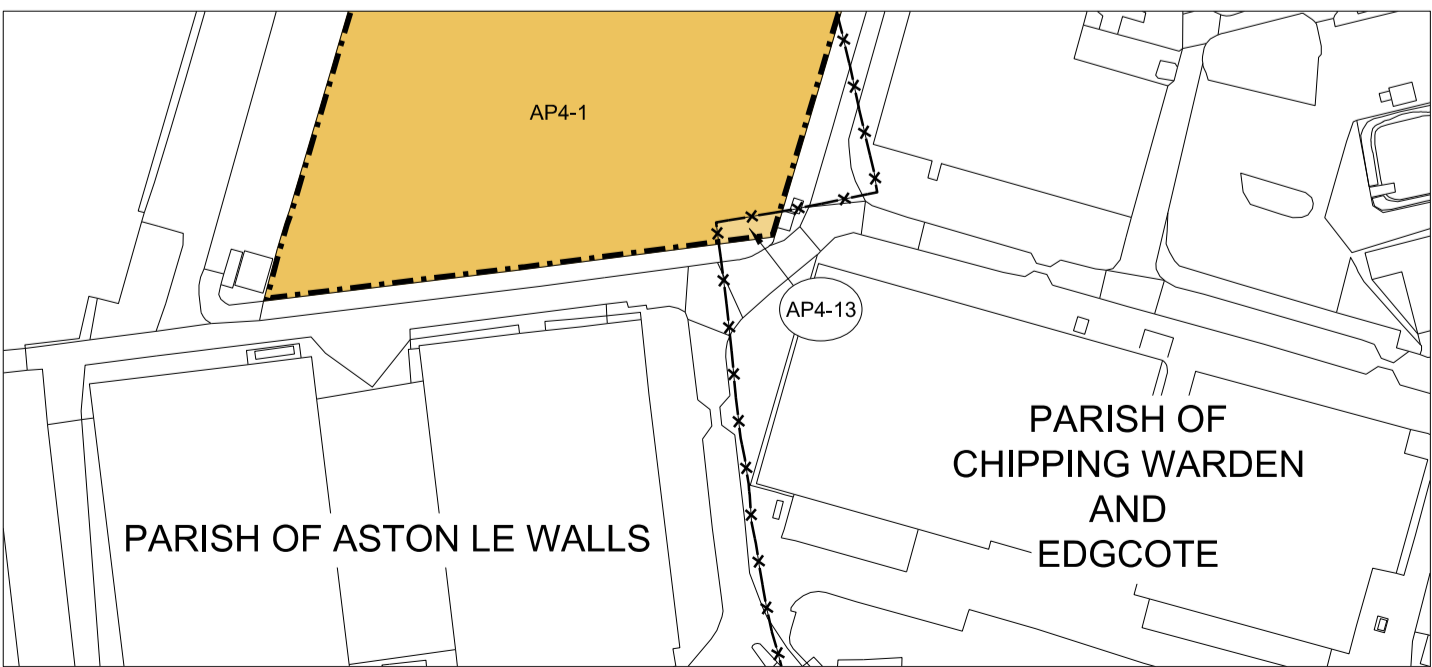 AP4-1
AP4-13
PARISH OF ASTON LE WALLS
PARISH OF
CHIPPING WARDEN
AND
EDGCOTE